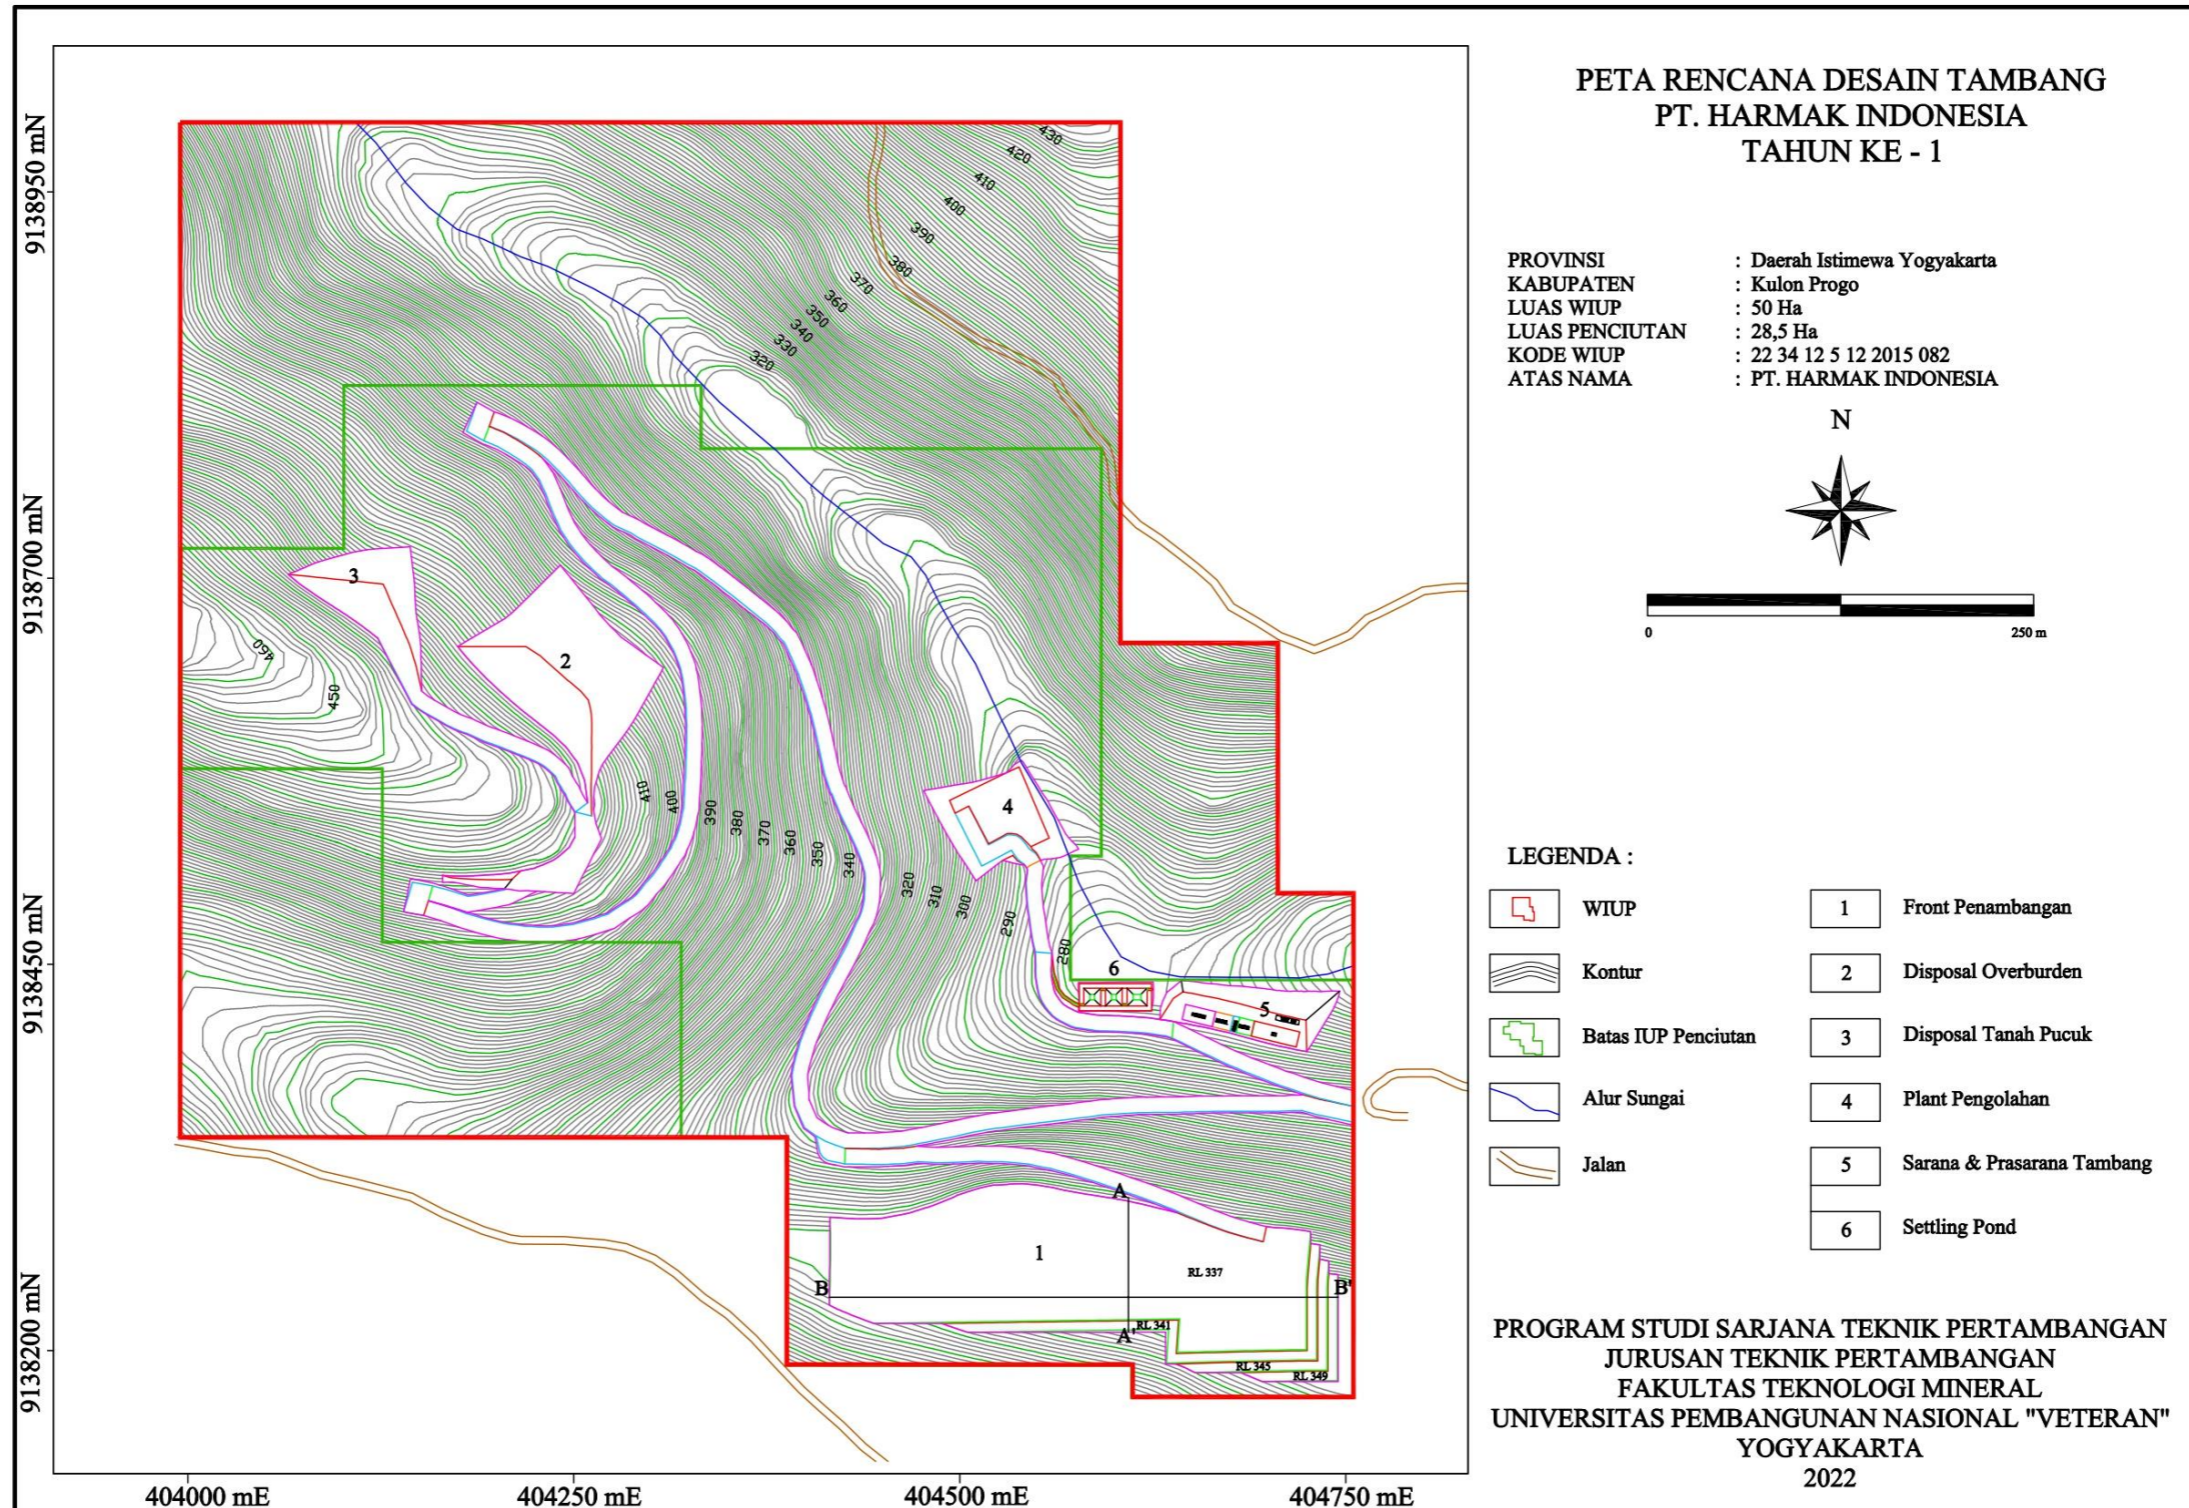 PETA RENCANA DESAIN TAMBANG
PT. HARMAK INDONESIA
TAHUN KE - 1
PROVINSI : Daerah Istimewa Yogyakarta
KABUPATEN : Kulon Progo
LUAS WIUP : 50 Ha
LUAS PENCIUTAN : 28,5 Ha
KODE WIUP : 22 34 12 5 12 2015 082
ATAS NAMA : PT. HARMAK INDONESIA
N
0 250 m
LEGENDA :
WIUP
Kontur
Batas IUP Penciutan
Alur Sungai
Jalan
1 Front Penambangan
2 Disposal Overburden
3 Disposal Tanah Pucuk
4 Plant Pengolahan
5 Sarana & Prasarana Tambang
6 Settling Pond
PROGRAM STUDI SARJANA TEKNIK PERTAMBANGAN
JURUSAN TEKNIK PERTAMBANGAN
FAKULTAS TEKNOLOGI MINERAL
UNIVERSITAS PEMBANGUNAN NASIONAL "VETERAN"
YOGYAKARTA
2022
9138950 mN
9138700 mN
9138450 mN
9138200 mN
404000 mE
404250 mE
404500 mE
404750 mE
430
420
410
400
390
380
370
360
350
340
330
320
3
2
460
450
4
410
400
390
380
370
360
350
340
320
310
300
290
280
6
5
A
1
RL 337
B
B'
A'
RL 341
RL 345
RL 349